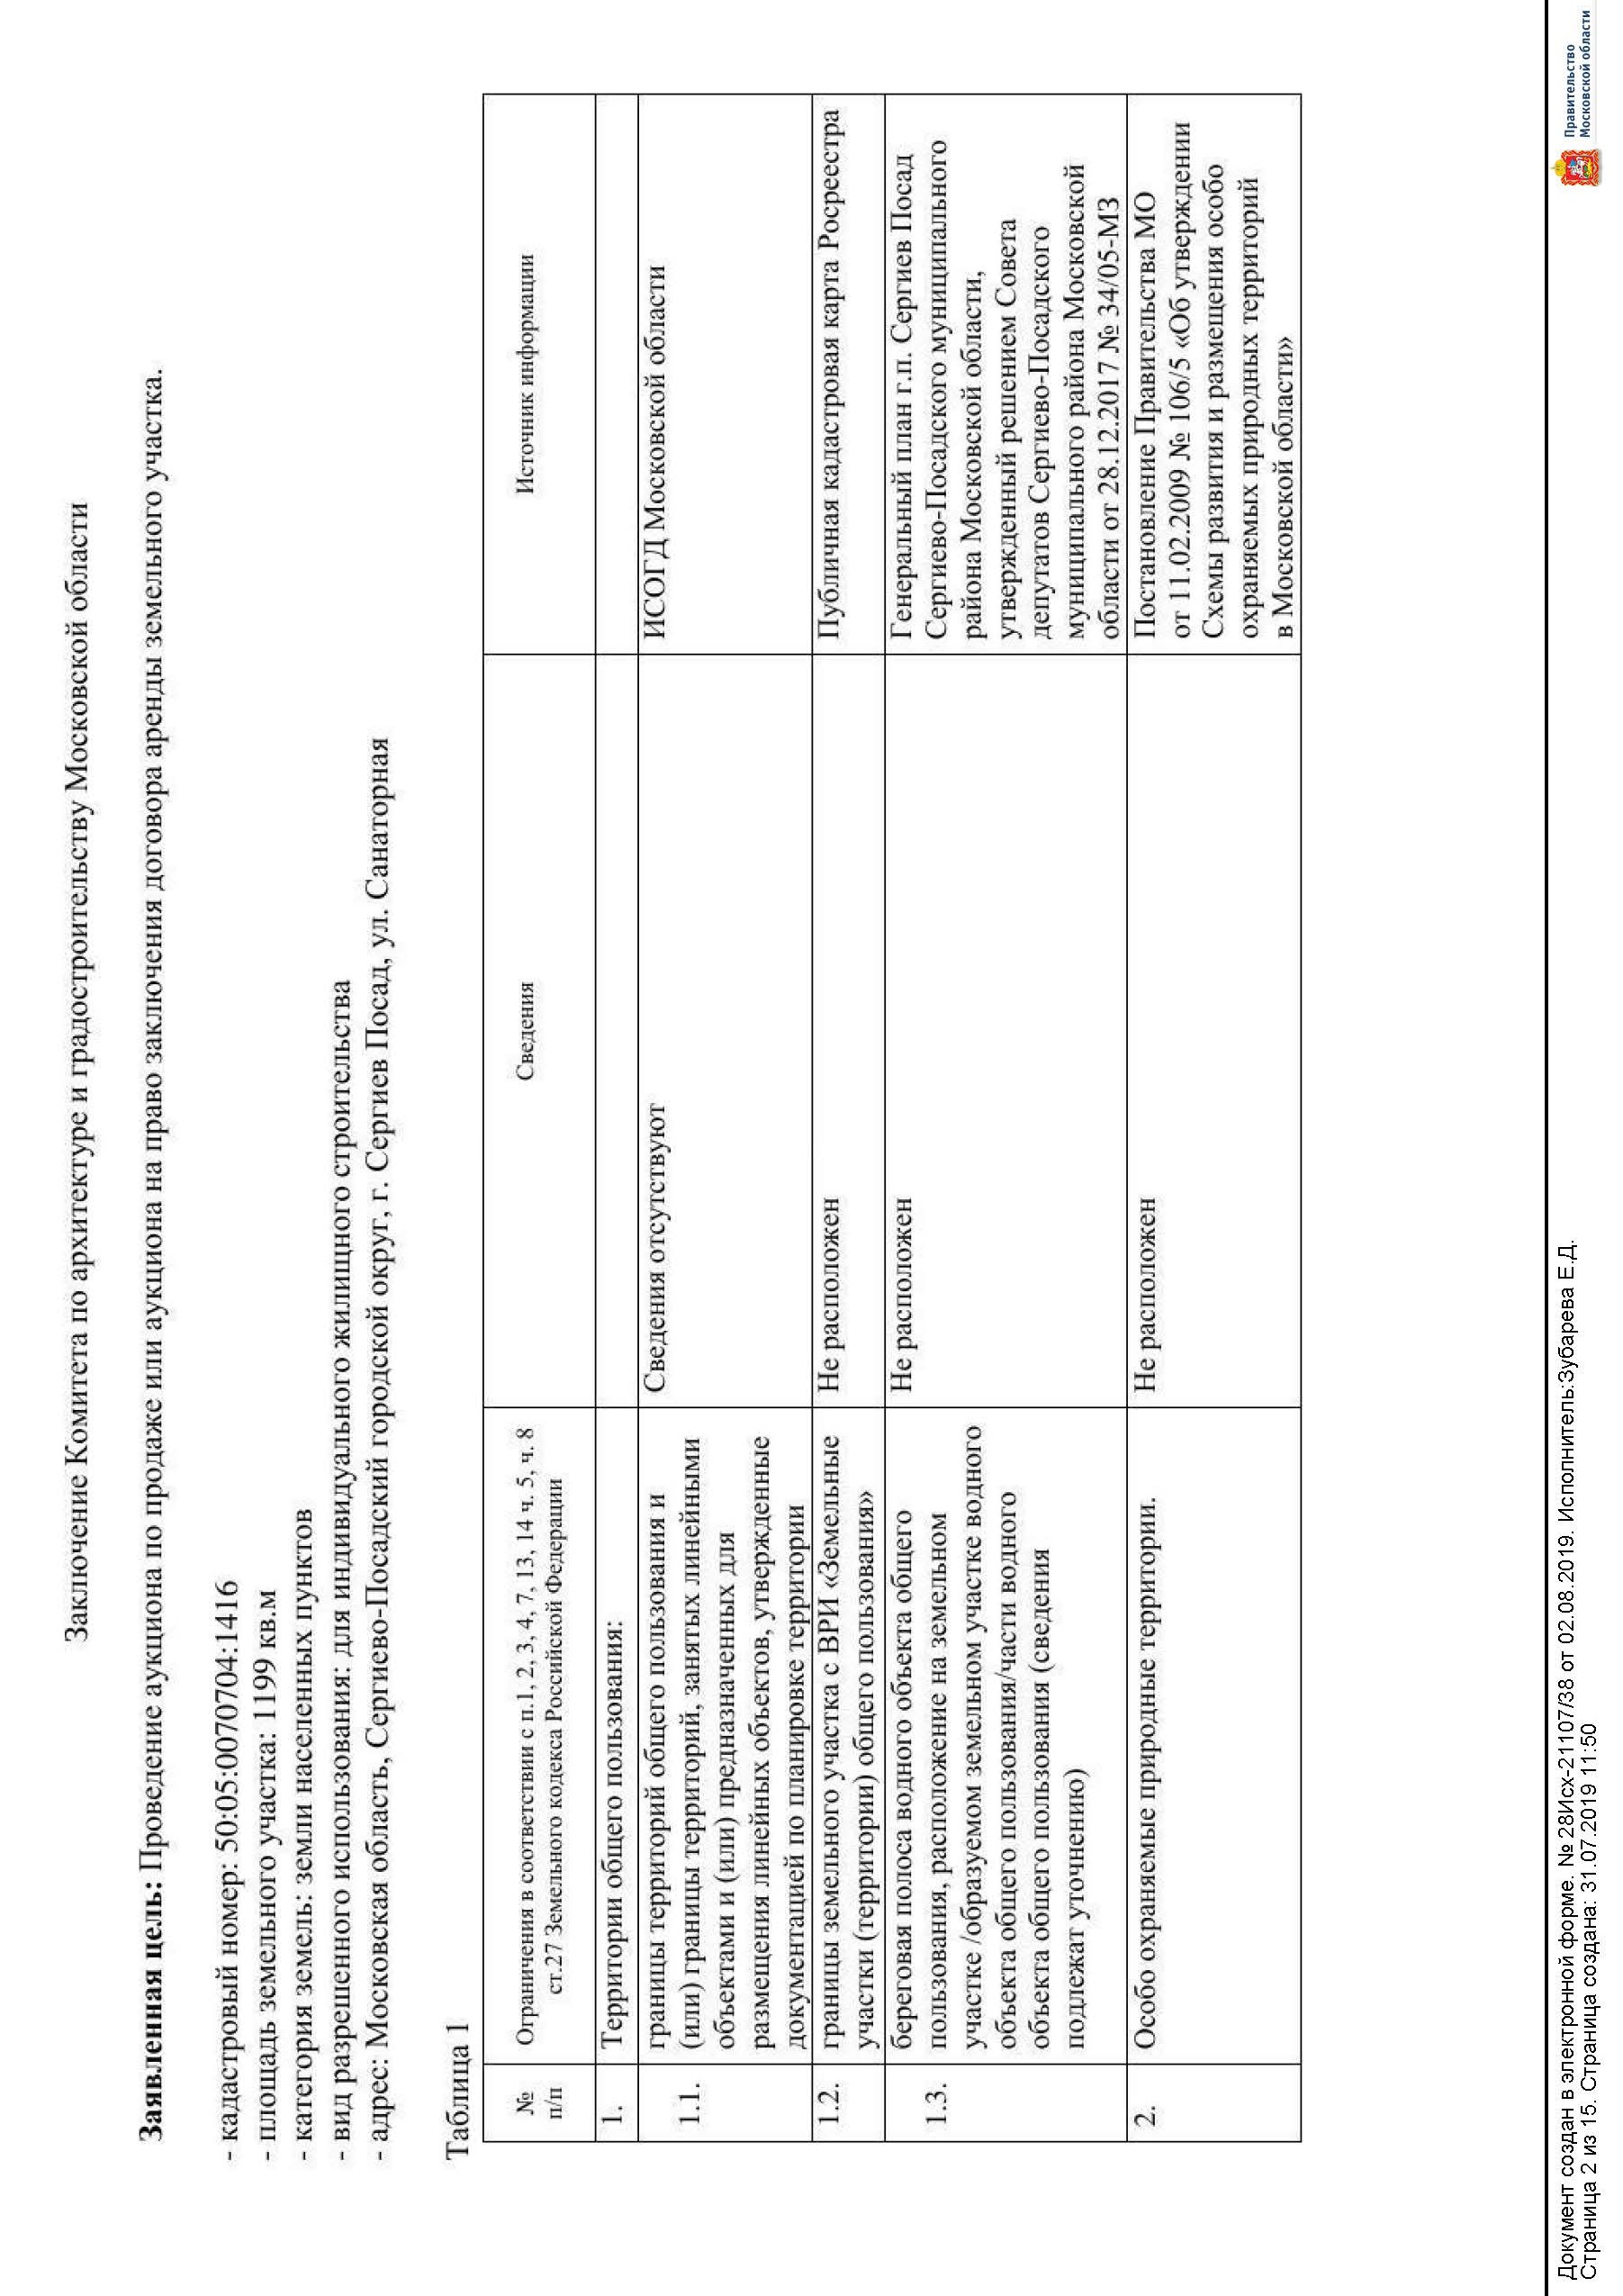 Заключение Комитета по архитектуре и градостроительству Московской области
Заявленная цель: Проведение аукциона по продаже или аукциона на право заключения договора аренды земельного участка.
- кадастровый номер: 50:05:0070704:1416
- площадь земельного участка: 1199 кв.м
- категория земель: земли населенных пунктов
- вид разрешенного использования: для индивидуального жилищного строительства
- адрес: Московская область, Сергиево-Посадский городской округ, г. Сергиев Посад, ул. Санаторная
Таблица 1
№
п/п
Ограничения в соответствии с п.1, 2, 3, 4, 7, 13, 14 ч. 5, ч. 8
ст.27 Земельного кодекса Российской Федерации
Сведения
Источник информации
1.
Территории общего пользования:
1.1.
границы территорий общего пользования и
(или) границы территорий, занятых линейными
объектами и (или) предназначенных для
размещения линейных объектов, утвержденные
документацией по планировке территории
Сведения отсутствуют
ИСОГД Московской области
1.2.
границы земельного участка с ВРИ «Земельные
участки (территории) общего пользования»
Не расположен
Публичная кадастровая карта Росреестра
1.3.
береговая полоса водного объекта общего
пользования, расположение на земельном
участке /образуемом земельном участке водного
объекта общего пользования/части водного
объекта общего пользования (сведения
подлежат уточнению)
Не расположен
Генеральный план г.п. Сергиев Посад
Сергиево-Посадского муниципального
района Московской области,
утвержденный решением Совета
депутатов Сергиево-Посадского
муниципального района Московской
области от 28.12.2017 № 34/05-МЗ
2.
Особо охраняемые природные территории.
Не расположен
Постановление Правительства МО
от 11.02.2009 № 106/5 «Об утверждении
Схемы развития и размещения особо
охраняемых природных территорий
в Московской области»
Документ создан в электронной форме. № 28Исх-21107/38 от 02.08.2019. Исполнитель:Зубарева Е.Д.
Страница 2 из 15. Страница создана: 31.07.2019 11:50
Правительство
Московской области